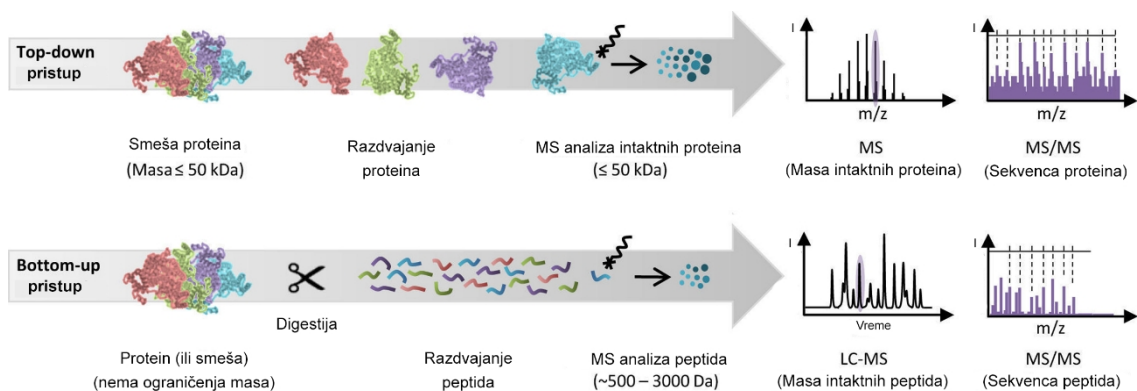 Top-down
pristup
Smeša proteina
(Masa ≤ 50 kDa)
Razdvajanje
proteina
MS analiza intaktnih proteina
(≤ 50 kDa)
I
m/z
MS
(Masa intaktnih proteina)
I
m/z
MS/MS
(Sekvenca proteina)
Bottom-up
pristup
Digestija
Protein (ili smeša)
(nema ograničenja masa)
Razdvajanje
peptida
MS analiza peptida
(~500 – 3000 Da)
I
Vreme
LC-MS
(Masa intaktnih peptida)
I
m/z
MS/MS
(Sekvenca peptida)